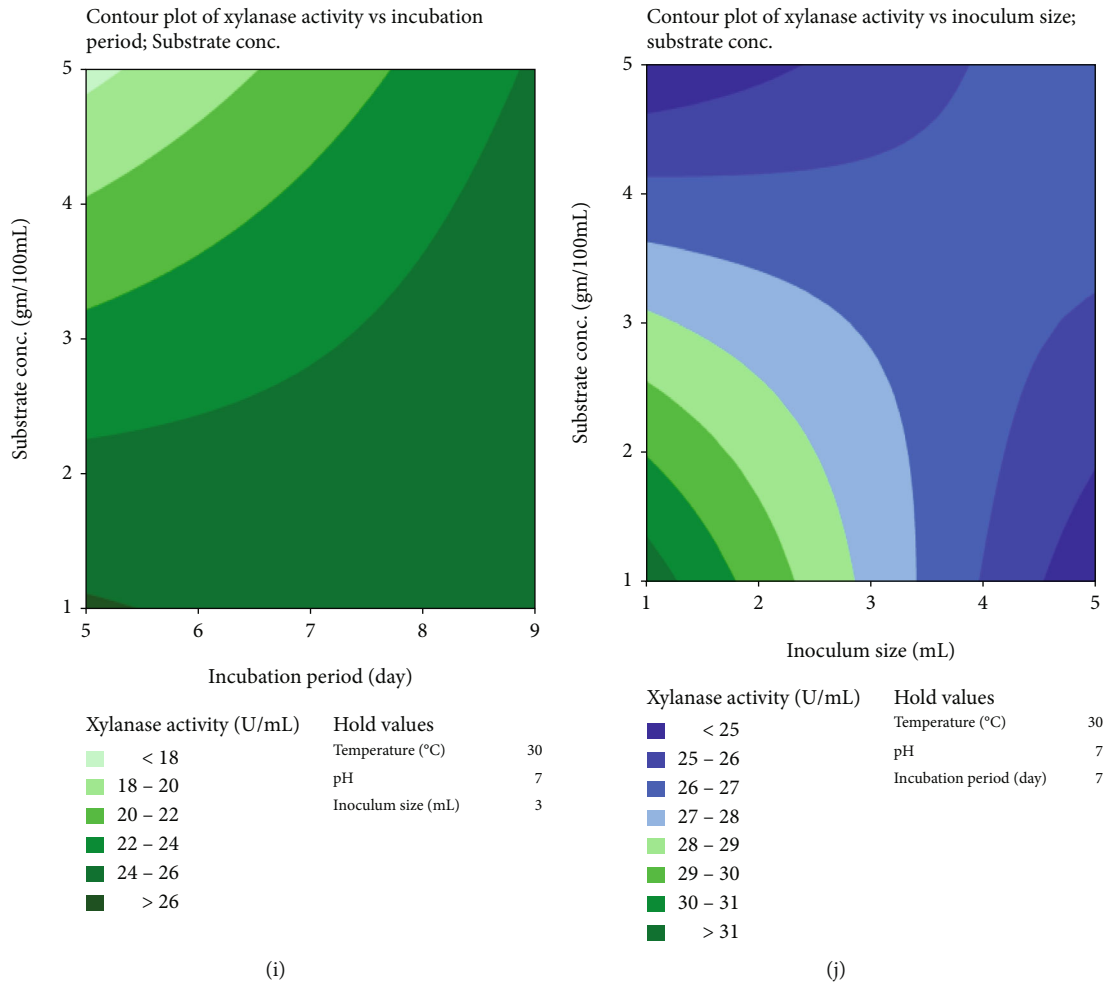 Contour plot of xylanase activity vs incubation
period; Substrate conc.
5
4
3
2
1
Substrate conc. (gm/100mL)
5 6 7 8 9
Incubation period (day)
Xylanase activity (U/mL)
< 18
18 – 20
20 – 22
22 – 24
24 – 26
> 26
Hold values
Temperature (°C) 30
pH 7
Inoculum size (mL) 3
(i)
Contour plot of xylanase activity vs inoculum size;
substrate conc.
5
4
3
2
1
Substrate conc. (gm/100mL)
1 2 3 4 5
Inoculum size (mL)
Xylanase activity (U/mL)
< 25
25 – 26
26 – 27
27 – 28
28 – 29
29 – 30
30 – 31
> 31
Hold values
Temperature (°C) 30
pH 7
Incubation period (day) 7
(j)